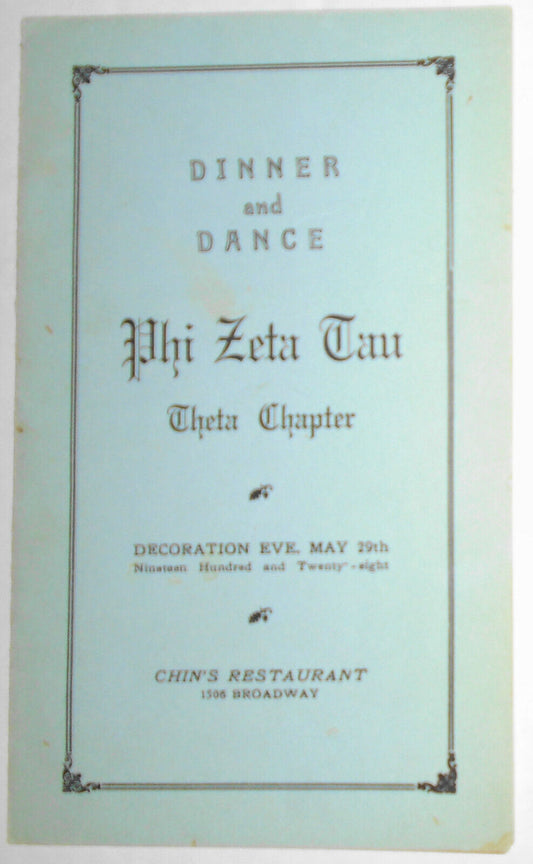 DINNER
and
DANCE
Phi Zeta Tau
Theta Chapter
DECORATION EVE, MAY 29th
Nineteen Hundred and Twenty-eight
CHIN'S RESTAURANT
1506 BROADWAY